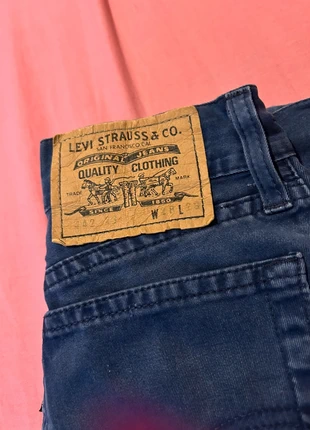 LEVI STRAUSS & CO.
SAN FRANCISCO CAL.
ORIGINAL JEANS
QUALITY CLOTHING
TRADE MARK
SINCE 1850
W L